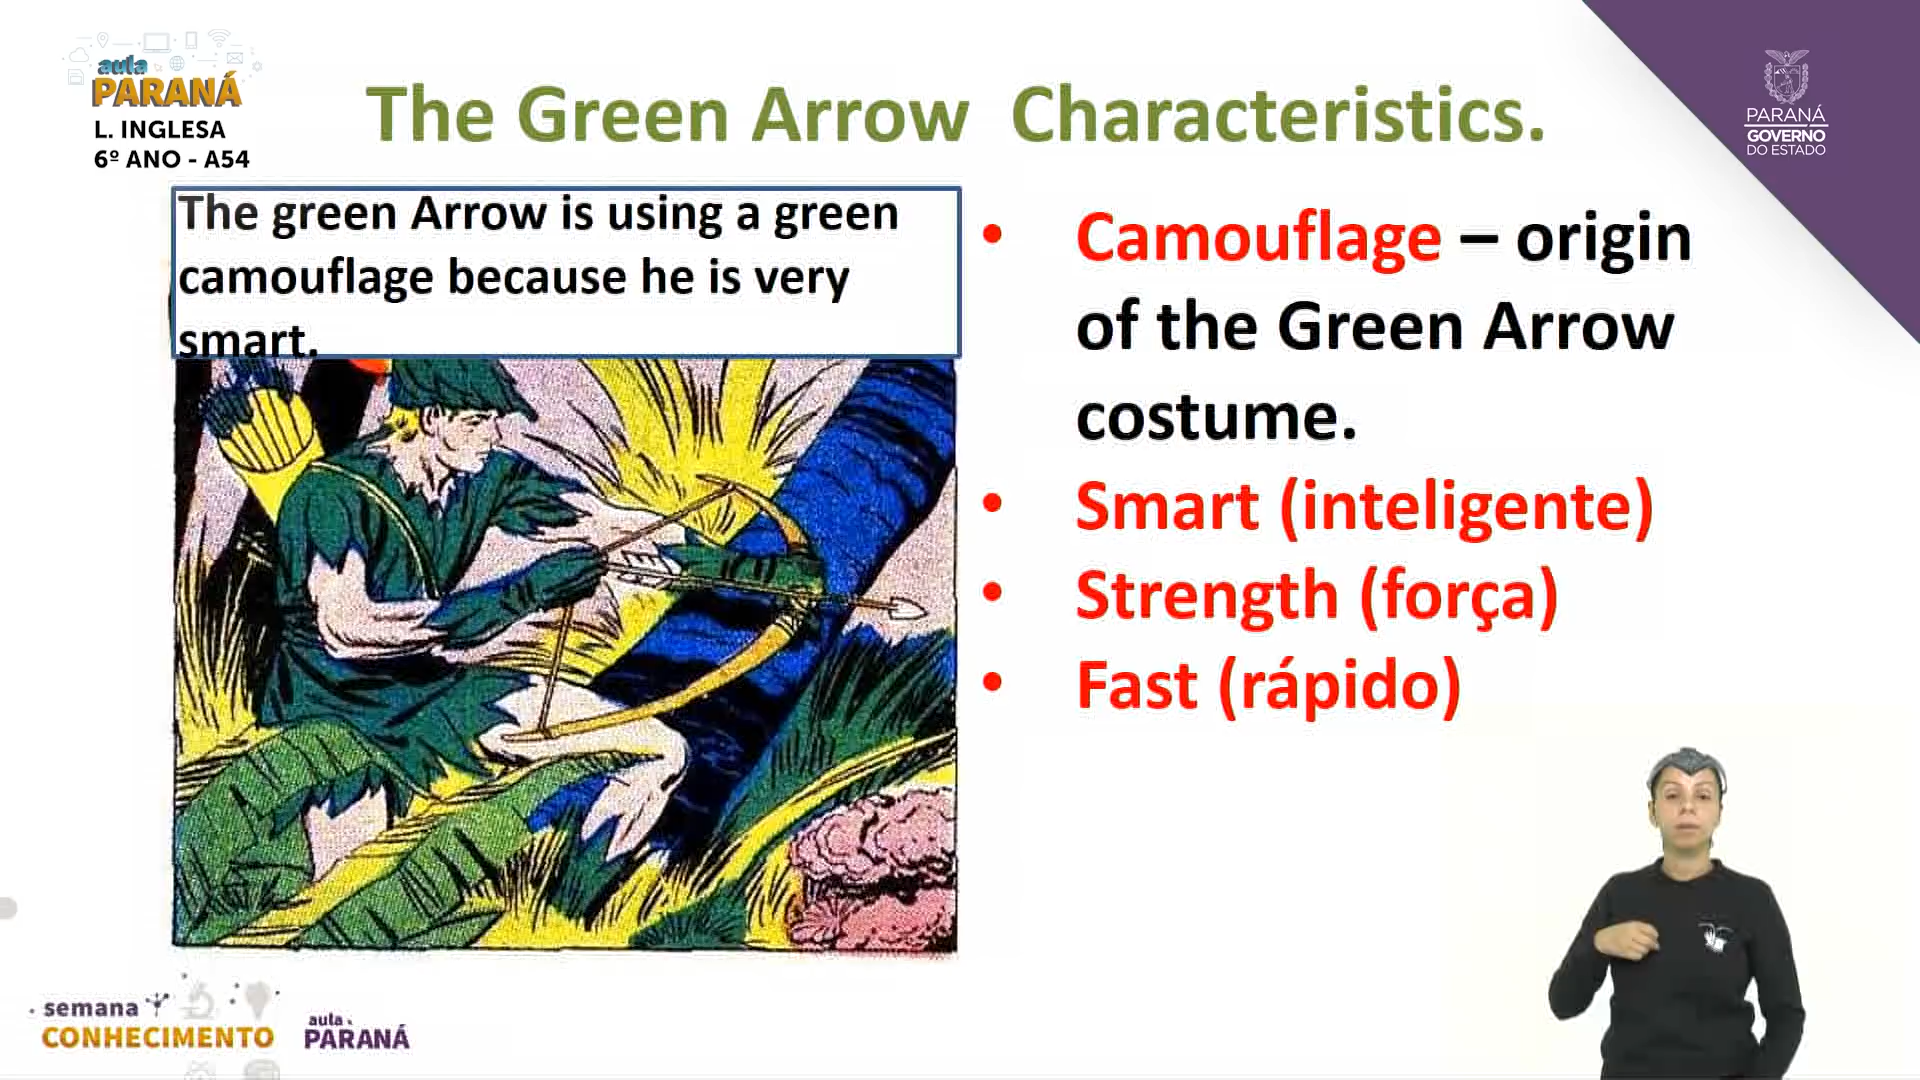 aula
PARANÁ
L. INGLESA
6º ANO - A54
The Green Arrow Characteristics.
PARANÁ
GOVERNO
DO ESTADO
The green Arrow is using a green
camouflage because he is very
smart.
• Camouflage – origin
of the Green Arrow
costume.
• Smart (inteligente)
• Strength (força)
• Fast (rápido)
semana
CONHECIMENTO
aula
PARANÁ